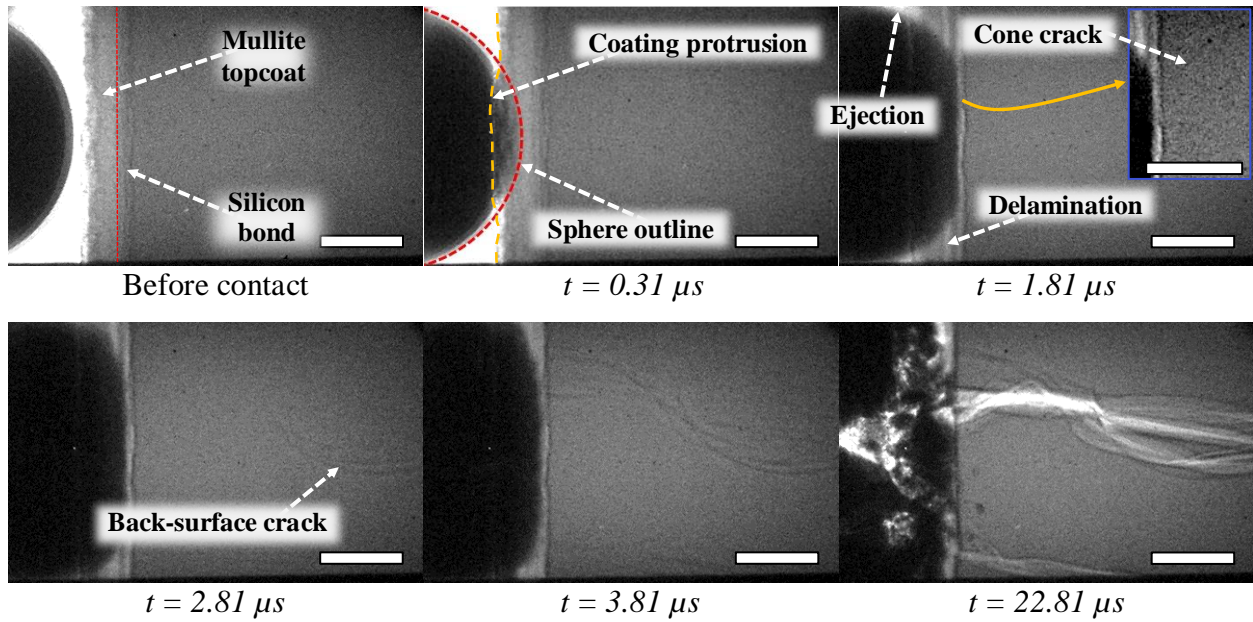 Mullite
topcoat
Silicon
bond
Before contact
Coating protrusion
Sphere outline
t = 0.31 µs
Cone crack
Ejection
Delamination
t = 1.81 µs
Back-surface crack
t = 2.81 µs
t = 3.81 µs
t = 22.81 µs